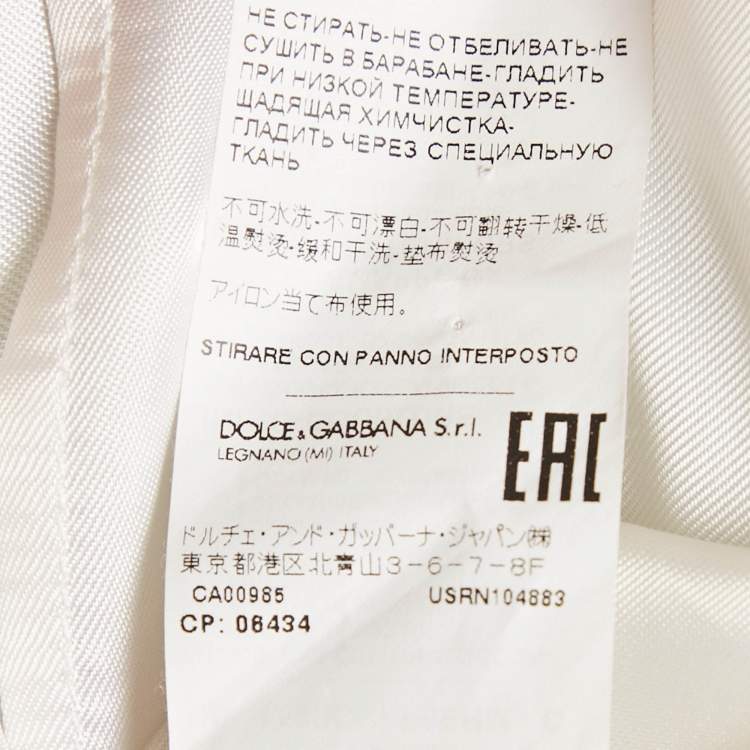 НЕ СТИРАТЬ-НЕ ОТБЕЛИВАТЬ-НЕ
СУШИТЬ В БАРАБАНЕ-ГЛАДИТЬ
ПРИ НИЗКОЙ ТЕМПЕРАТУРЕ-
ЩАДЯЩАЯ ХИМЧИСТКА-
ГЛАДИТЬ ЧЕРЕЗ СПЕЦИАЛЬНУЮ
ТКАНЬ
不可水洗-不可漂白-不可翻转干燥-低
温熨烫-缓和干洗-垫布熨烫
アイロン当て布使用。
STIRARE CON PANNO INTERPOSTO
DOLCE & GABBANA S.r.l.
LEGNANO (MI) ITALY
EAC
ドルチェ・アンド・ガッバーナ・ジャパン㈱
東京都港区北青山3-6-7-8F
CA00985 USRN104883
CP: 06434